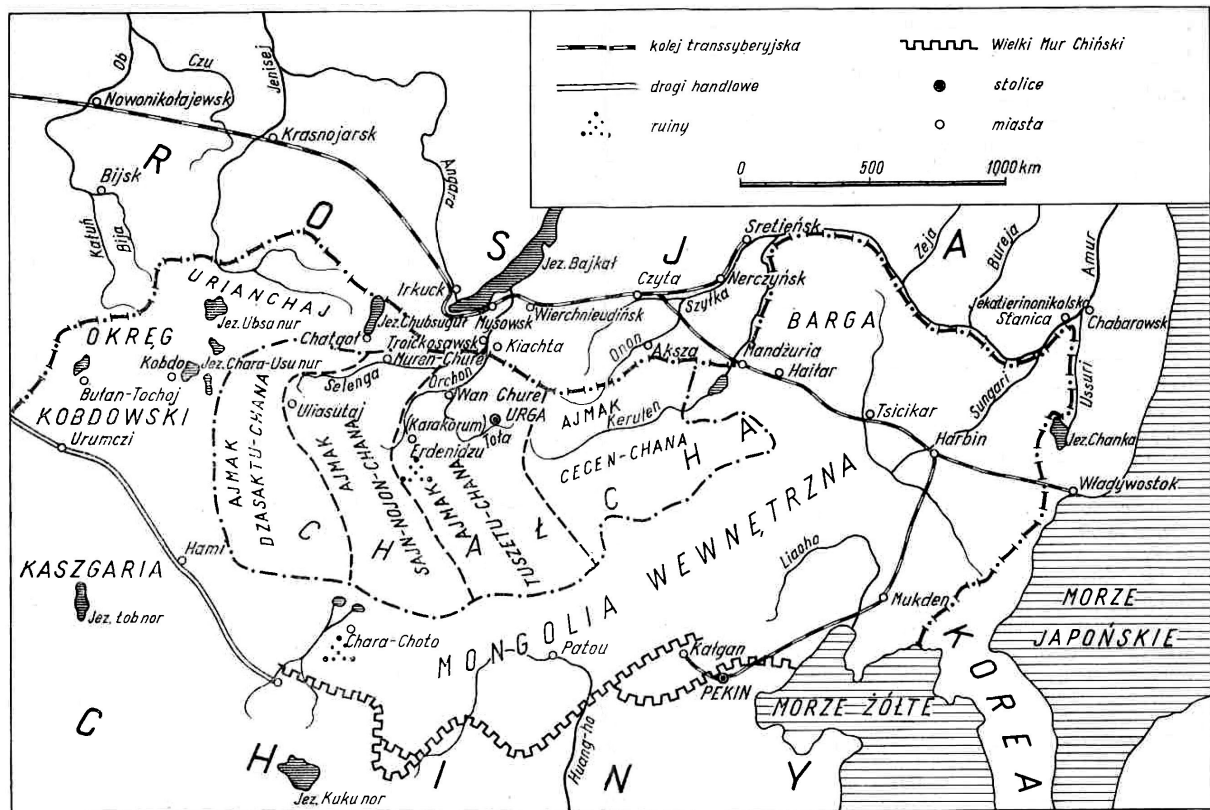 kolej transsyberyjska
drogi handlowe
ruiny
Wielki Mur Chiński
stolice
miasta
0 500 1000 km
Ob
Czu
Jenisej
Nowonikołajewsk
Krasnojarsk
Angara
ROSJA
Bijsk
Katuń
Bija
Sretieńsk
Zeja
Bureja
Amur
Jez. Bajkał
Irkuck
Czyta
Nerczyńsk
Szyłka
URIANCHAJ
Jez. Ubsa nur
Jez. Chubsuguł
Mysowsk
Wierchnieudińsk
Jekatierinonikolska
Stanica
Chabarowsk
BARGA
OKRĘG
KOBDOWSKI
Chatgoł
Troickosawsk
Kiachta
Muren-Chure
Onon
Aksza
Mandżuria
Hajłar
Kobdo
Jez. Chara-Usu nur
Bułan-Tochoj
Selenga
Orchon
Wan Chure
URGA
Toła
(Karakorum)
Erdenidzu
Uliasutaj
Kerulen
AJMAK
CECEN-CHANA
Tsicikar
Sungari
Ussuri
Jez. Chanka
Harbin
Władywostok
Urumczi
AJMAK
DZASAKTU-CHANA
AJMAK
SAJN-NOJON-CHANA
AJMAK
TUSZETU-CHANA
CHAŁCHA
MONGOLIA WEWNĘTRZNA
Hami
KASZGARIA
Jez. Łob nor
Chara-Choto
Liaoho
Mukden
MORZE
JAPOŃSKIE
Patou
Kałgan
PEKIN
MORZE ŻÓŁTE
KOREA
Huang-ho
CHINY
Jez. Kuku nor